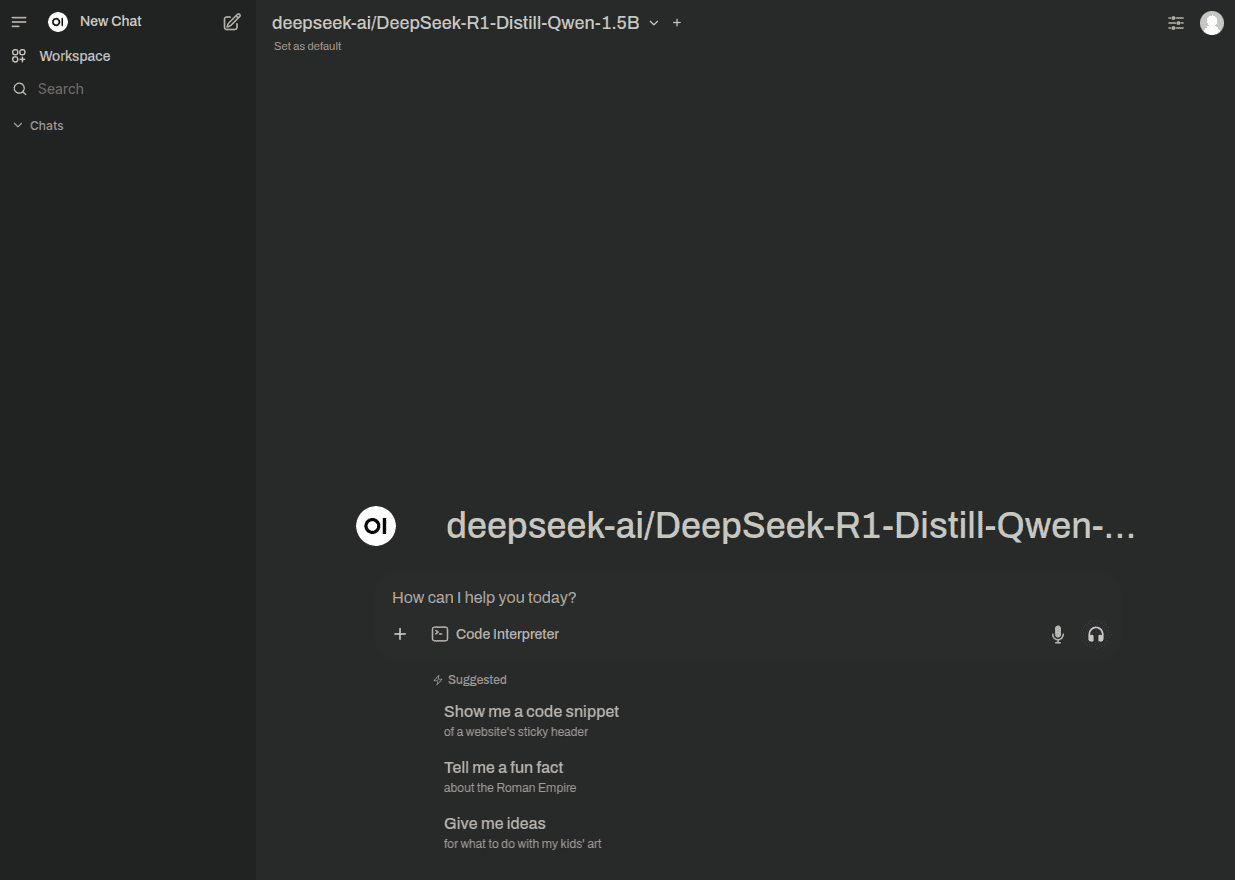 OI New Chat
Workspace
Search
Chats
deepseek-ai/DeepSeek-R1-Distill-Qwen-1.5B
Set as default
OI deepseek-ai/DeepSeek-R1-Distill-Qwen-...
How can I help you today?
Code Interpreter
Suggested
Show me a code snippet
of a website's sticky header
Tell me a fun fact
about the Roman Empire
Give me ideas
for what to do with my kids' art